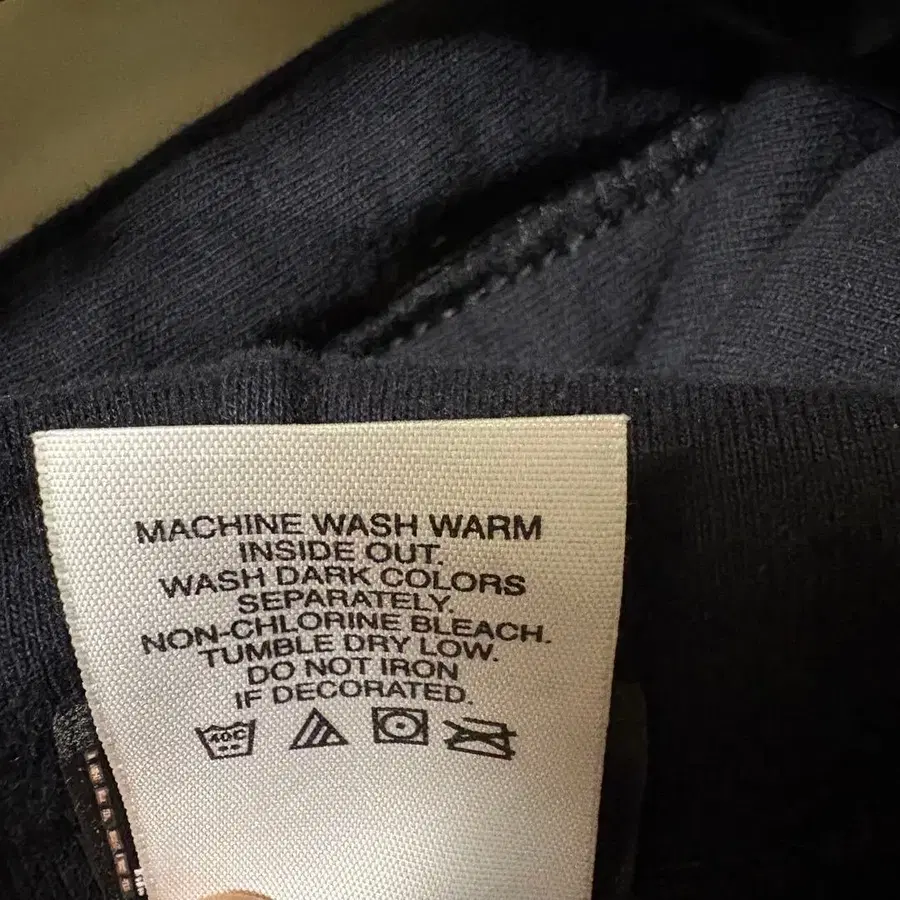 MACHINE WASH WARM
INSIDE OUT.
WASH DARK COLORS
SEPARATELY.
NON-CHLORINE BLEACH.
TUMBLE DRY LOW.
DO NOT IRON
IF DECORATED.
40C